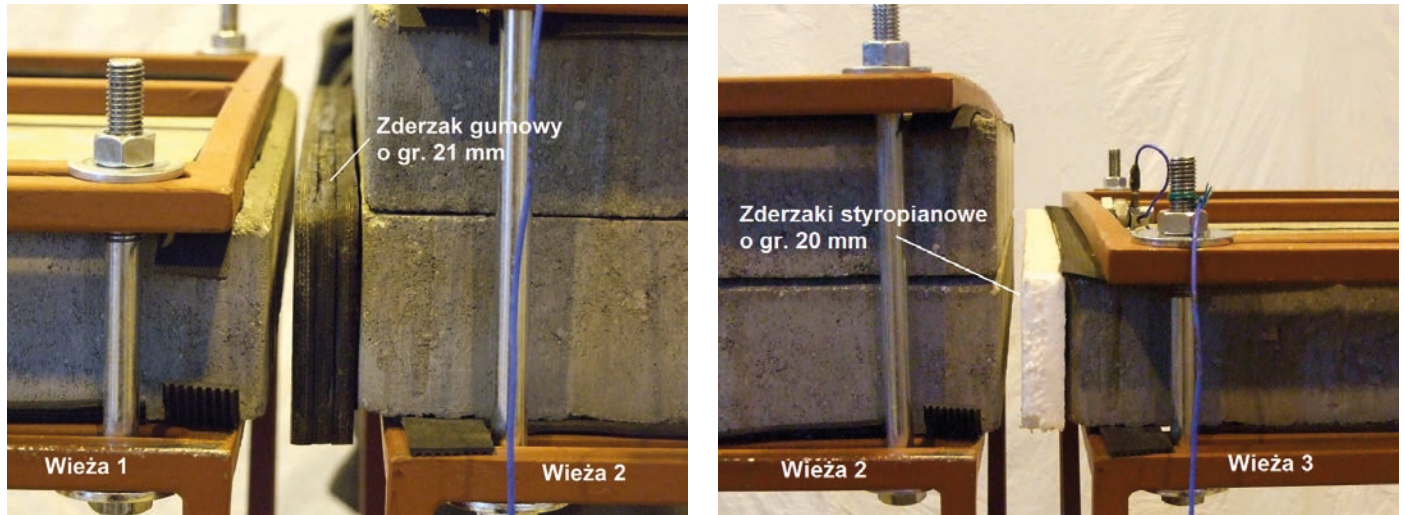 Zderzak gumowy
o gr. 21 mm
Wieża 1
Wieża 2
Zderzaki styropianowe
o gr. 20 mm
Wieża 2
Wieża 3